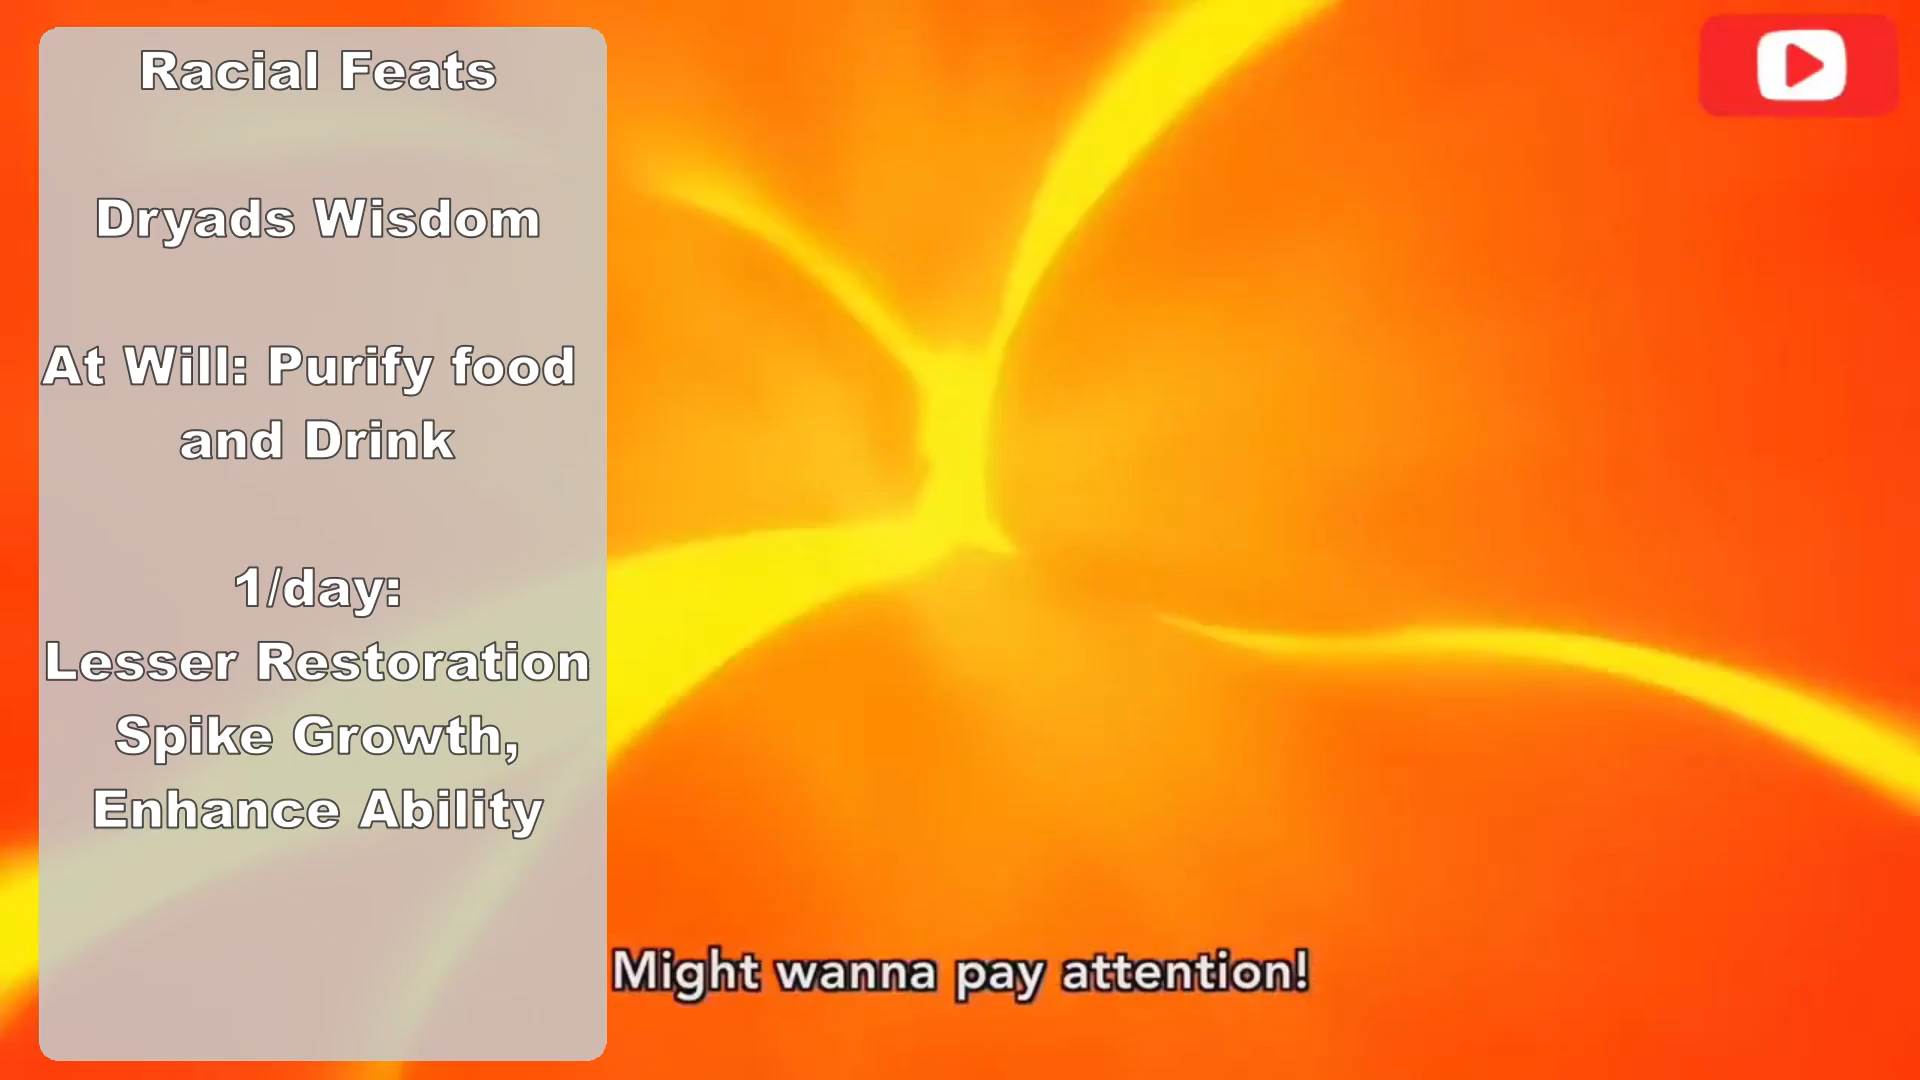 Racial Feats
Dryads Wisdom
At Will: Purify food
and Drink
1/day:
Lesser Restoration
Spike Growth,
Enhance Ability
Might wanna pay attention!